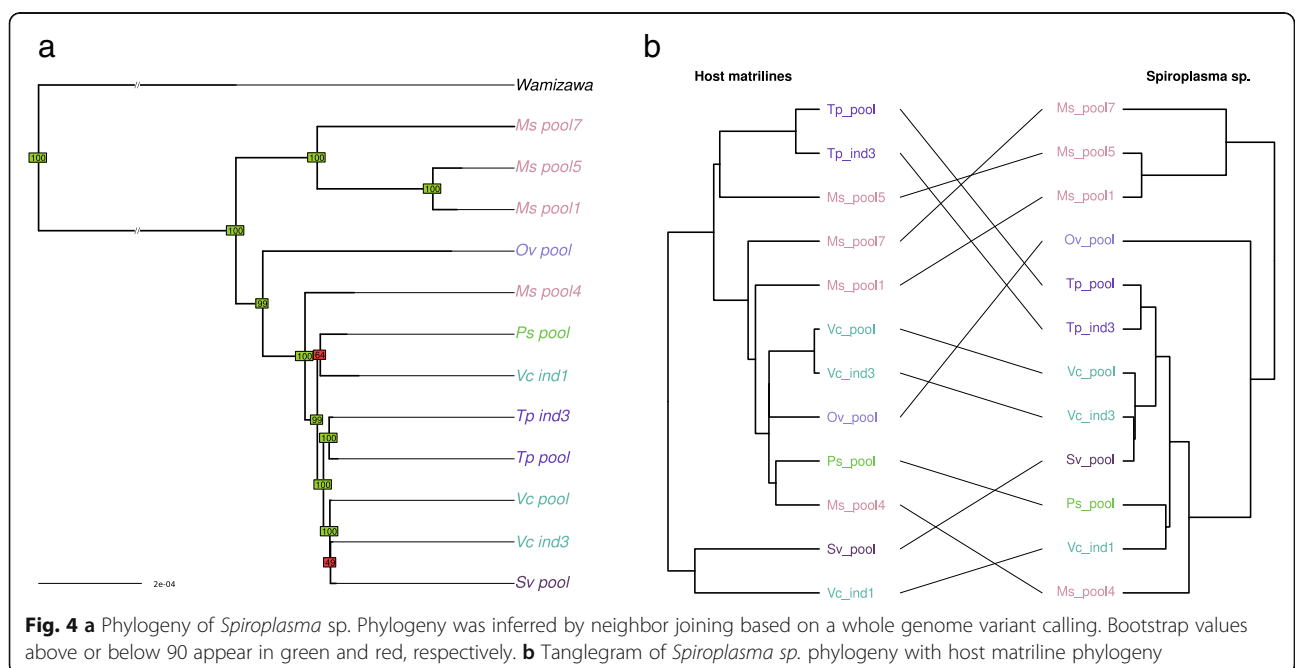 a
Wamizawa
Ms pool7
Ms pool5
Ms pool1
Ov pool
Ms pool4
Ps pool
Vc ind1
Tp ind3
Tp pool
Vc pool
Vc ind3
Sv pool
100
100
100
100
99
100
64
99
100
100
100
49
2e-04
b
Host matrilines
Spiroplasma sp.
Tp_pool
Tp_ind3
Ms_pool5
Ms_pool7
Ms_pool1
Vc_pool
Vc_ind3
Ov_pool
Ps_pool
Ms_pool4
Sv_pool
Vc_ind1
Ms_pool7
Ms_pool5
Ms_pool1
Ov_pool
Tp_pool
Tp_ind3
Vc_pool
Vc_ind3
Sv_pool
Ps_pool
Vc_ind1
Ms_pool4
Fig. 4 a Phylogeny of Spiroplasma sp. Phylogeny was inferred by neighbor joining based on a whole genome variant calling. Bootstrap values
above or below 90 appear in green and red, respectively. b Tanglegram of Spiroplasma sp. phylogeny with host matriline phylogeny